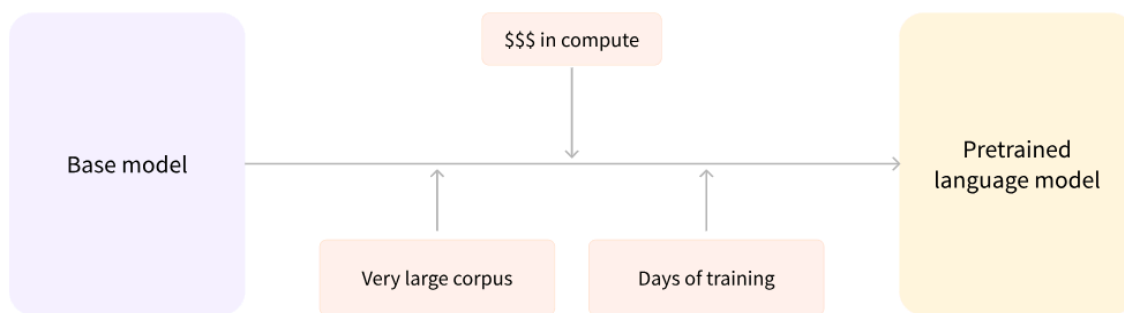 $$$ in compute
Base model
Pretrained
language model
Very large corpus
Days of training